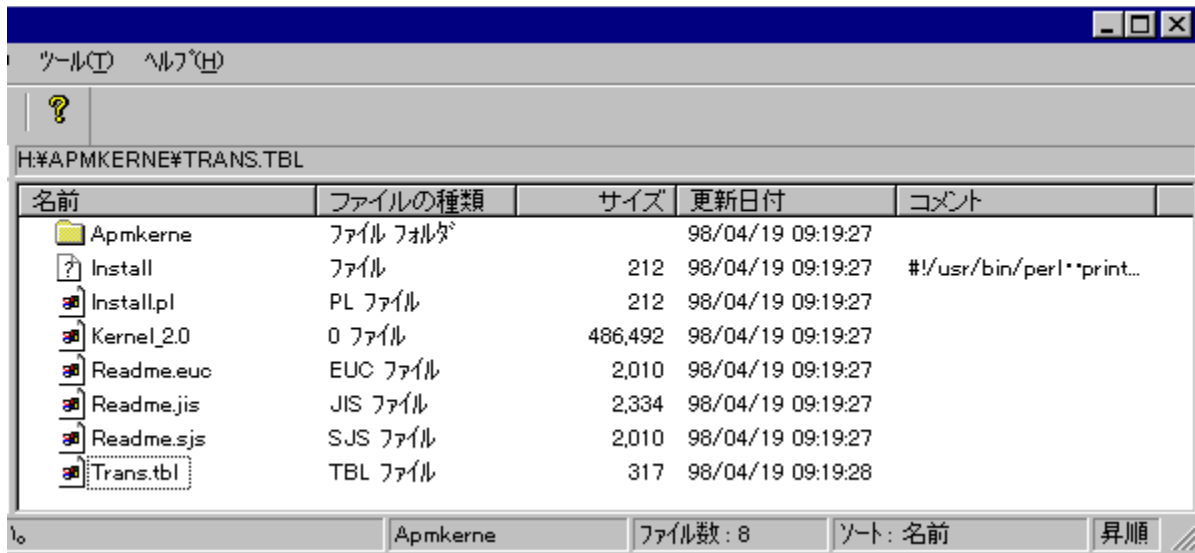 ツール(T) ヘルプ(H)
H:¥APMKERNE¥TRANS.TBL
名前 ファイルの種類 サイズ 更新日付 コメント
Apmkerne ファイル フォルダ 98/04/19 09:19:27
Install ファイル 212 98/04/19 09:19:27 #!/usr/bin/perl··print...
Install.pl PL ファイル 212 98/04/19 09:19:27
Kernel_2.0 0 ファイル 486,492 98/04/19 09:19:27
Readme.euc EUC ファイル 2,010 98/04/19 09:19:27
Readme.jis JIS ファイル 2,334 98/04/19 09:19:27
Readme.sjs SJS ファイル 2,010 98/04/19 09:19:27
Trans.tbl TBL ファイル 317 98/04/19 09:19:28
Apmkerne ファイル数 : 8 ソート : 名前 昇順